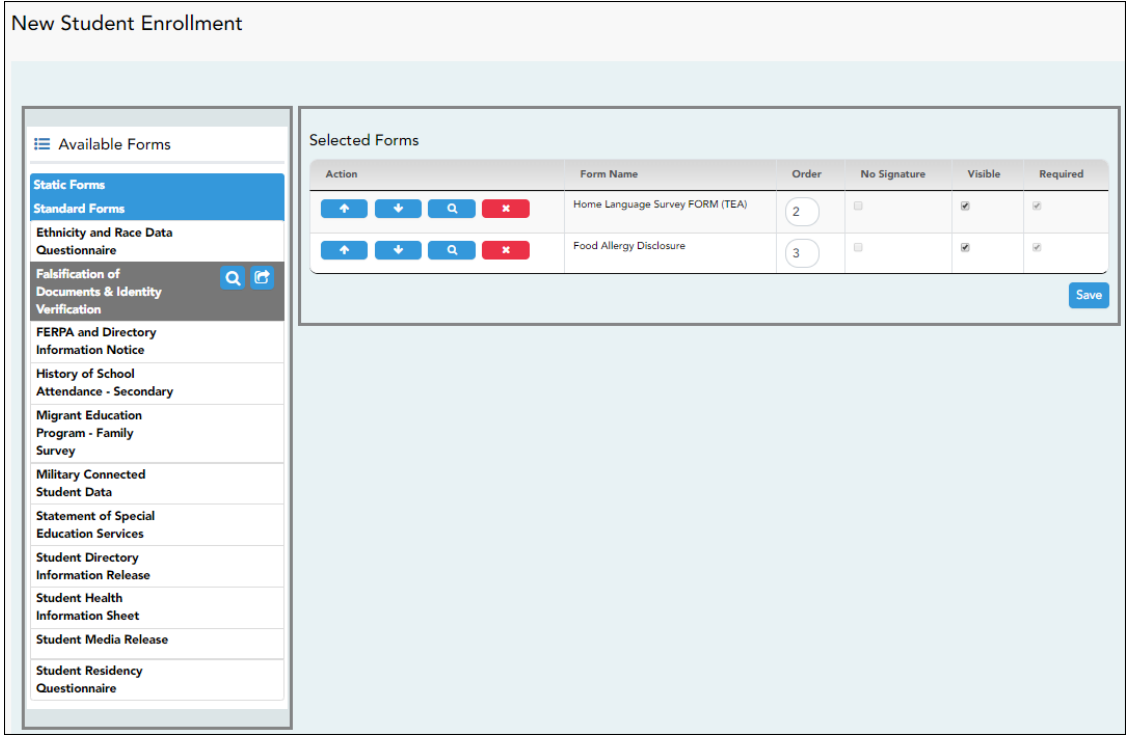 New Student Enrollment
Available Forms
Static Forms
Standard Forms
Ethnicity and Race Data
Questionnaire
Falsification of
Documents & Identity
Verification
FERPA and Directory
Information Notice
History of School
Attendance - Secondary
Migrant Education
Program - Family
Survey
Military Connected
Student Data
Statement of Special
Education Services
Student Directory
Information Release
Student Health
Information Sheet
Student Media Release
Student Residency
Questionnaire
Selected Forms
Action Form Name Order No Signature Visible Required
Home Language Survey FORM (TEA) 2
Food Allergy Disclosure 3
Save